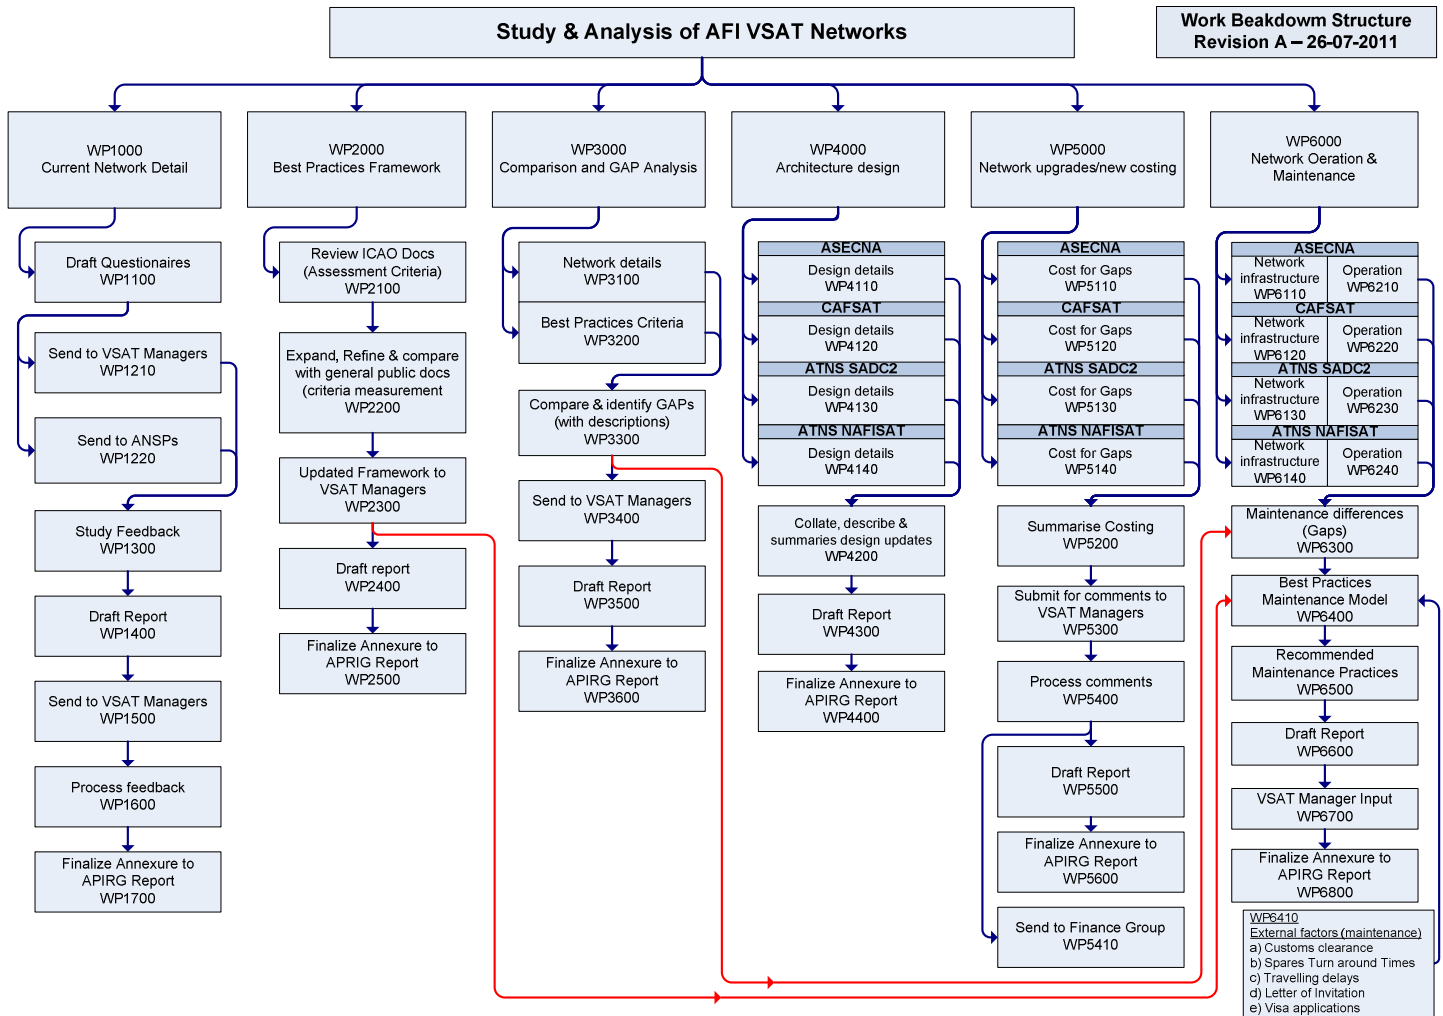 Study & Analysis of AFI VSAT Networks
Work Beakdowm Structure
Revision A – 26-07-2011
WP1000
Current Network Detail
WP2000
Best Practices Framework
WP3000
Comparison and GAP Analysis
WP4000
Architecture design
WP5000
Network upgrades/new costing
WP6000
Network Oeration &
Maintenance
Draft Questionaires
WP1100
Send to VSAT Managers
WP1210
Send to ANSPs
WP1220
Study Feedback
WP1300
Draft Report
WP1400
Send to VSAT Managers
WP1500
Process feedback
WP1600
Finalize Annexure to
APIRG Report
WP1700
Review ICAO Docs
(Assessment Criteria)
WP2100
Expand, Refine & compare
with general public docs
(criteria measurement
WP2200
Updated Framework to
VSAT Managers
WP2300
Draft report
WP2400
Finalize Annexure to
APRIG Report
WP2500
Network details
WP3100
Best Practices Criteria
WP3200
Compare & identify GAPs
(with descriptions)
WP3300
Send to VSAT Managers
WP3400
Draft Report
WP3500
Finalize Annexure to
APIRG Report
WP3600
ASECNA
Design details
WP4110
CAFSAT
Design details
WP4120
ATNS SADC2
Design details
WP4130
ATNS NAFISAT
Design details
WP4140
Collate, describe &
summaries design updates
WP4200
Draft Report
WP4300
Finalize Annexure to
APIRG Report
WP4400
ASECNA
Cost for Gaps
WP5110
CAFSAT
Cost for Gaps
WP5120
ATNS SADC2
Cost for Gaps
WP5130
ATNS NAFISAT
Cost for Gaps
WP5140
Summarise Costing
WP5200
Submit for comments to
VSAT Managers
WP5300
Process comments
WP5400
Draft Report
WP5500
Finalize Annexure to
APIRG Report
WP5600
Send to Finance Group
WP5410
ASECNA
Network
infrastructure
WP6110
Operation
WP6210
CAFSAT
Network
infrastructure
WP6120
Operation
WP6220
ATNS SADC2
Network
infrastructure
WP6130
Operation
WP6230
ATNS NAFISAT
Network
infrastructure
WP6140
Operation
WP6240
Maintenance differences
(Gaps)
WP6300
Best Practices
Maintenance Model
WP6400
Recommended
Maintenance Practices
WP6500
Draft Report
WP6600
VSAT Manager Input
WP6700
Finalize Annexure to
APIRG Report
WP6800
WP6410
External factors (maintenance)
a) Customs clearance
b) Spares Turn around Times
c) Travelling delays
d) Letter of Invitation
e) Visa applications